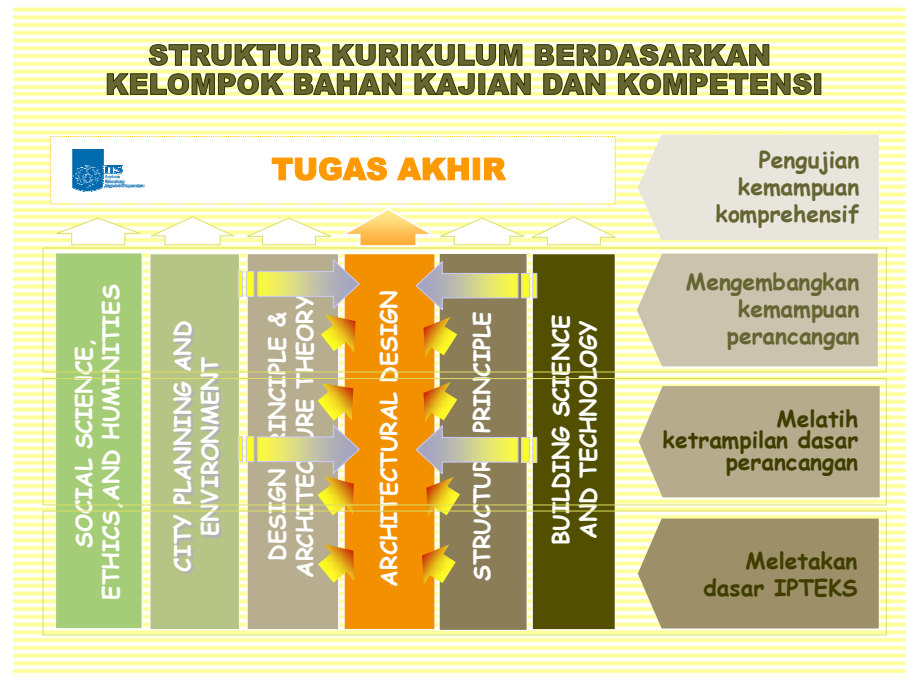 STRUKTUR KURIKULUM BERDASARKAN
KELOMPOK BAHAN KAJIAN DAN KOMPETENSI
ITS
TUGAS AKHIR
Pengujian
kemampuan
komprehensif
Mengembangkan
kemampuan
perancangan
Melatih
ketrampilan dasar
perancangan
Meletakan
dasar IPTEKS
SOCIAL SCIENCE,
ETHICS,AND HUMINITIES
CITY PLANNING AND
ENVIRONMENT
DESIGN PRINCIPLE &
ARCHITECTURE THEORY
ARCHITECTURAL DESIGN
STRUCTURE PRINCIPLE
BUILDING SCIENCE
AND TECHNOLOGY